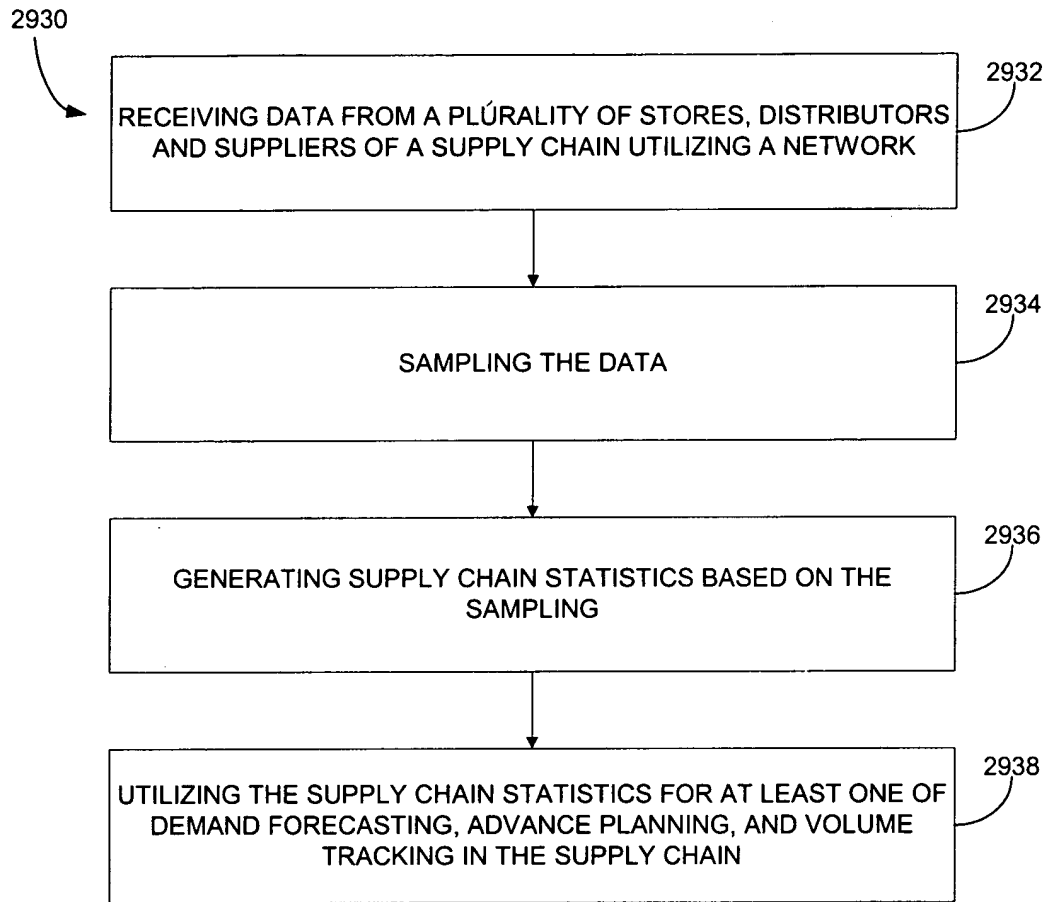 2930
2932
RECEIVING DATA FROM A PLÚRALITY OF STORES, DISTRIBUTORS
AND SUPPLIERS OF A SUPPLY CHAIN UTILIZING A NETWORK
2934
SAMPLING THE DATA
2936
GENERATING SUPPLY CHAIN STATISTICS BASED ON THE
SAMPLING
2938
UTILIZING THE SUPPLY CHAIN STATISTICS FOR AT LEAST ONE OF
DEMAND FORECASTING, ADVANCE PLANNING, AND VOLUME
TRACKING IN THE SUPPLY CHAIN